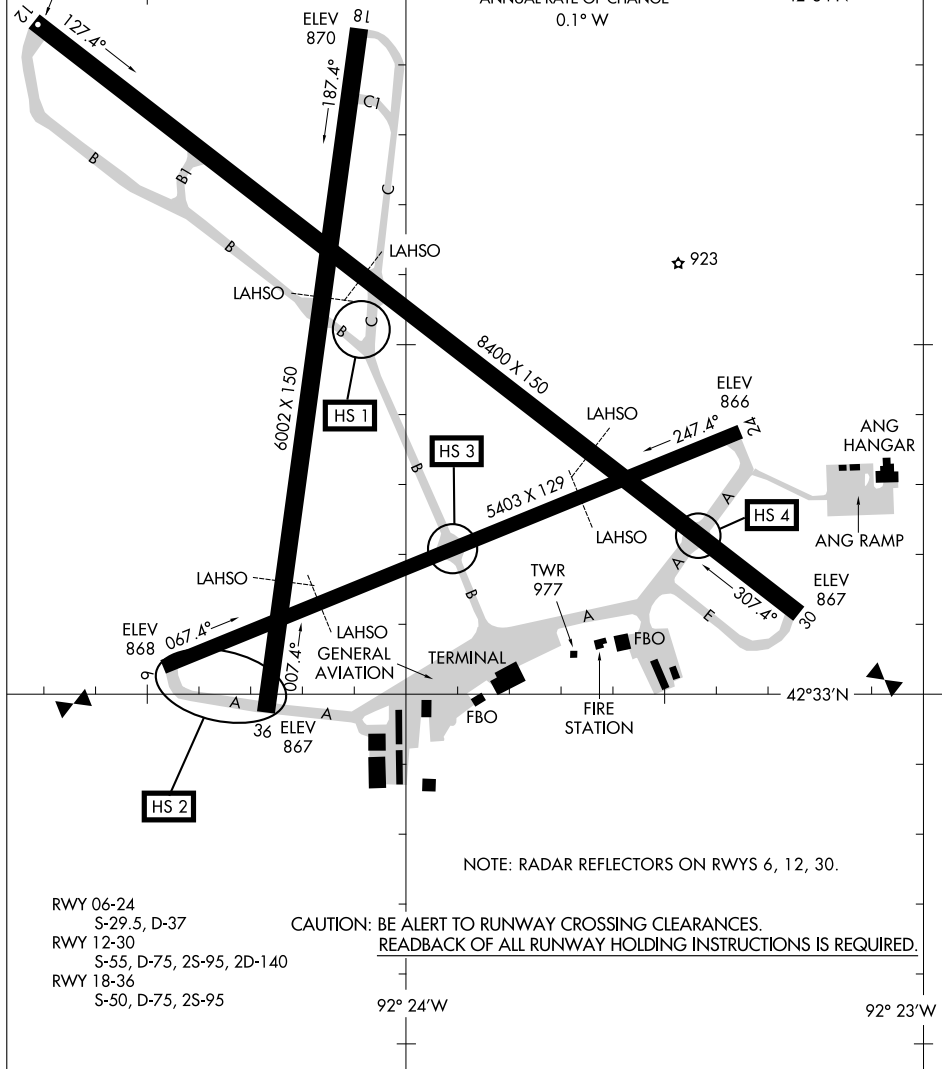 ANNUAL RATE OF CHANGE
0.1° W
12
127.4°
ELEV
870
18
187.4°
C1
B
B1
C
B
LAHSO
923
LAHSO
B
C
8400 X 150
6002 X 150
HS 1
ELEV
866
24
247.4°
LAHSO
ANG
HANGAR
HS 3
B
5403 X 129
A
HS 4
LAHSO
ANG RAMP
A
TWR
977
307.4°
ELEV
867
30
LAHSO
B
A
E
ELEV
868
067.4°
6
LAHSO
007.4°
GENERAL
AVIATION
TERMINAL
FBO
42°33'N
A
A
36
ELEV
867
FBO
FIRE
STATION
HS 2
NOTE: RADAR REFLECTORS ON RWYS 6, 12, 30.
RWY 06-24
S-29.5, D-37
RWY 12-30
S-55, D-75, 2S-95, 2D-140
RWY 18-36
S-50, D-75, 2S-95
CAUTION: BE ALERT TO RUNWAY CROSSING CLEARANCES.
READBACK OF ALL RUNWAY HOLDING INSTRUCTIONS IS REQUIRED.
92° 24'W
92° 23'W